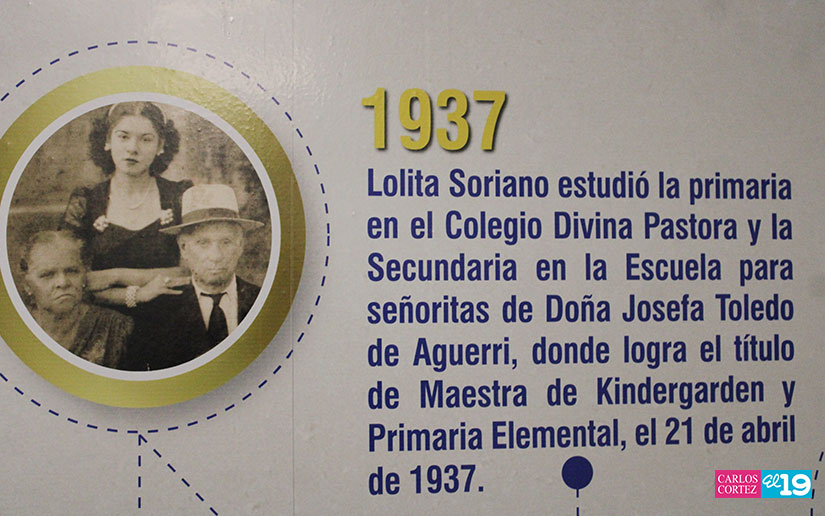 1937
Lolita Soriano estudió la primaria
en el Colegio Divina Pastora y la
Secundaria en la Escuela para
señoritas de Doña Josefa Toledo
de Aguerri, donde logra el título
de Maestra de Kindergarden y
Primaria Elemental, el 21 de abril
de 1937.
CARLOS
CORTEZ
El 19